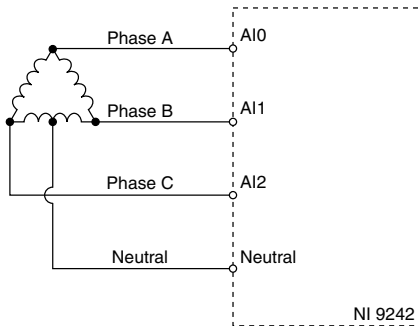 Phase A
AI0
Phase B
AI1
Phase C
AI2
Neutral
Neutral
NI 9242